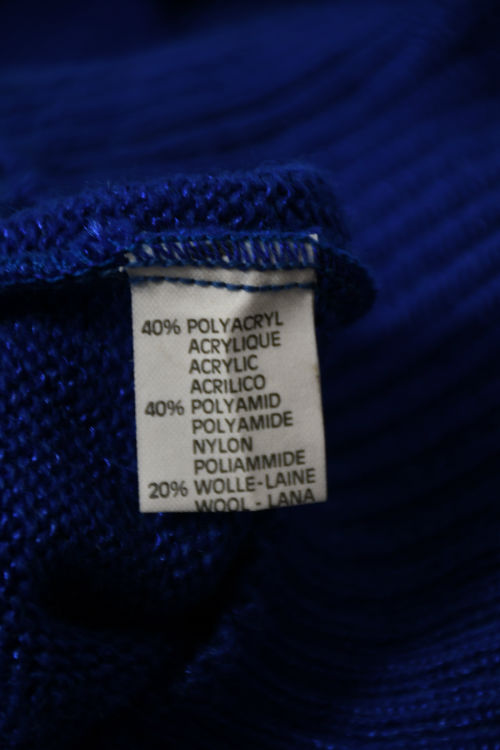 40% POLYACRYL
ACRYLIQUE
ACRYLIC
ACRILICO
40% POLYAMID
POLYAMIDE
NYLON
POLIAMMIDE
20% WOLLE-LAINE
WOOL - LANA